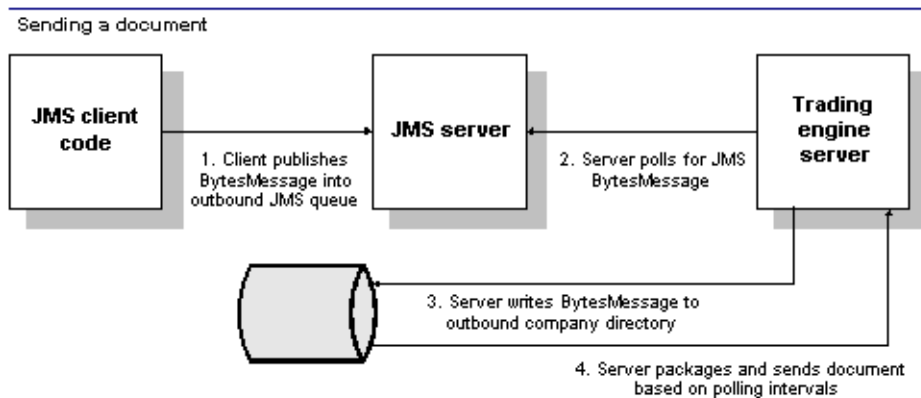 Sending a document
JMS client
code
JMS server
Trading
engine
server
1. Client publishes
BytesMessage into
outbound JMS queue
2. Server polls for JMS
BytesMessage
3. Server writes BytesMessage to
outbound company directory
4. Server packages and sends document
based on polling intervals